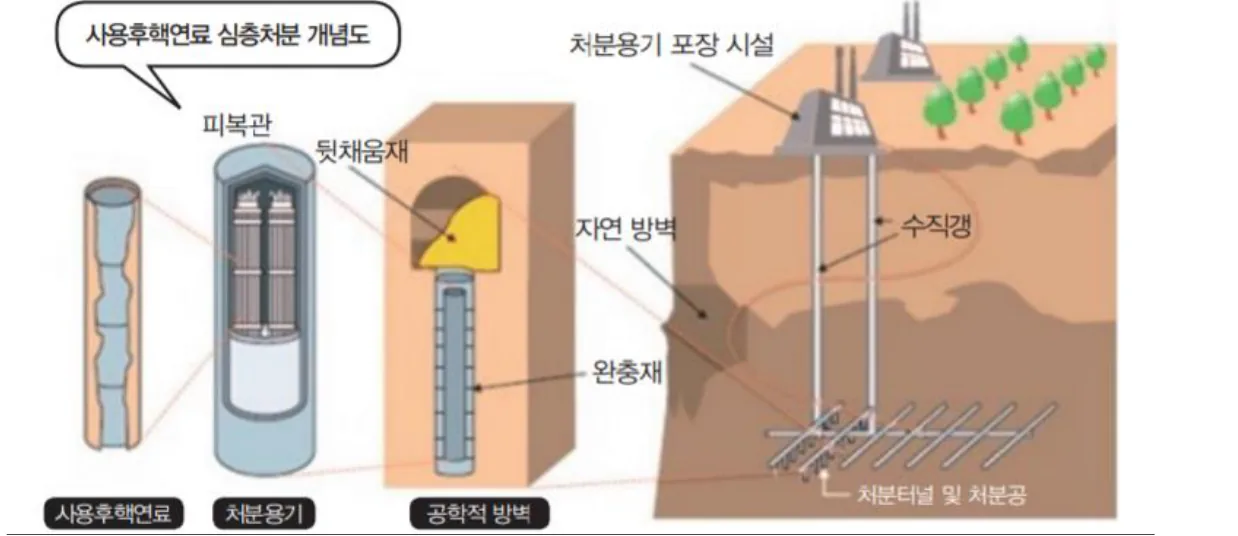 사용후핵연료 심층처분 개념도
처분용기 포장 시설
피복관
뒷채움재
자연 방벽
수직갱
완충재
처분터널 및 처분공
사용후핵연료
처분용기
공학적 방벽